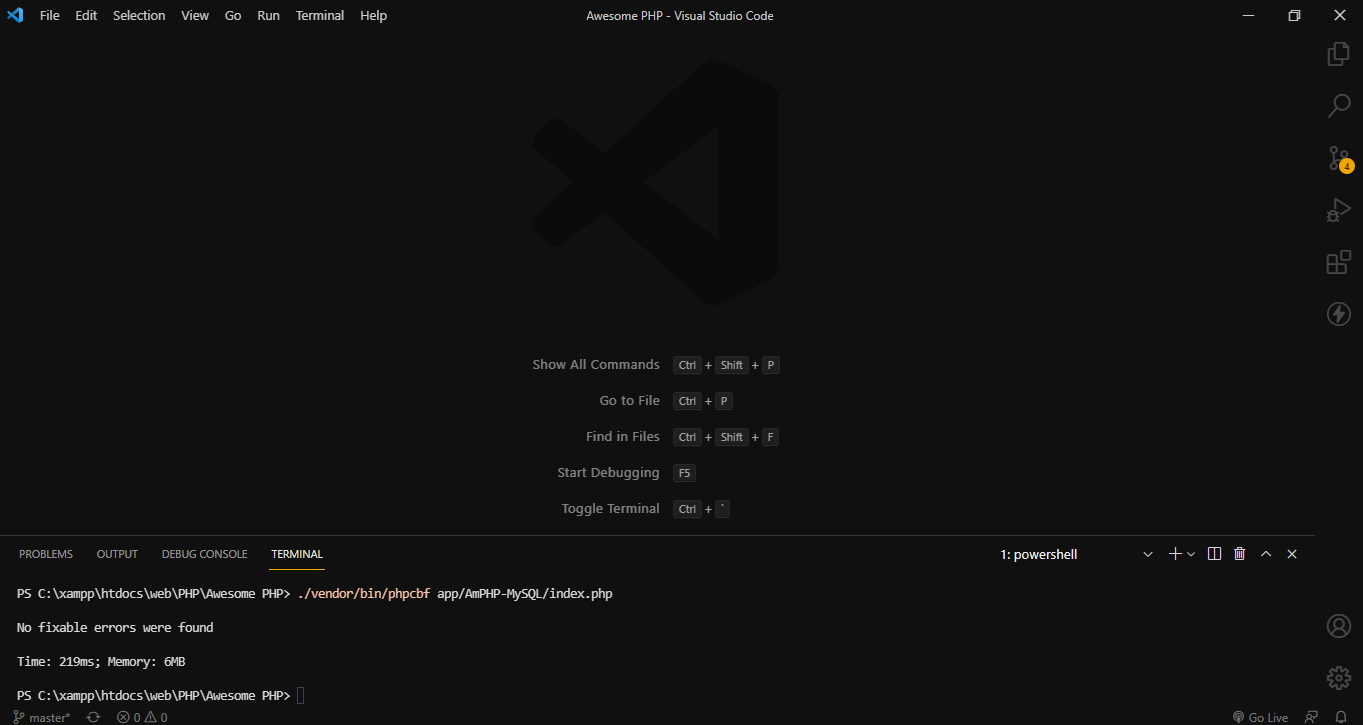 File Edit Selection View Go Run Terminal Help Awesome PHP - Visual Studio Code
4
Show All Commands Ctrl + Shift + P
Go to File Ctrl + P
Find in Files Ctrl + Shift + F
Start Debugging F5
Toggle Terminal Ctrl + `
PROBLEMS OUTPUT DEBUG CONSOLE TERMINAL 1: powershell
PS C:\xampp\htdocs\web\PHP\Awesome PHP> ./vendor/bin/phpcbf app/AmPHP-MySQL/index.php
No fixable errors were found
Time: 219ms; Memory: 6MB
PS C:\xampp\htdocs\web\PHP\Awesome PHP>
master* 0 0 Go Live